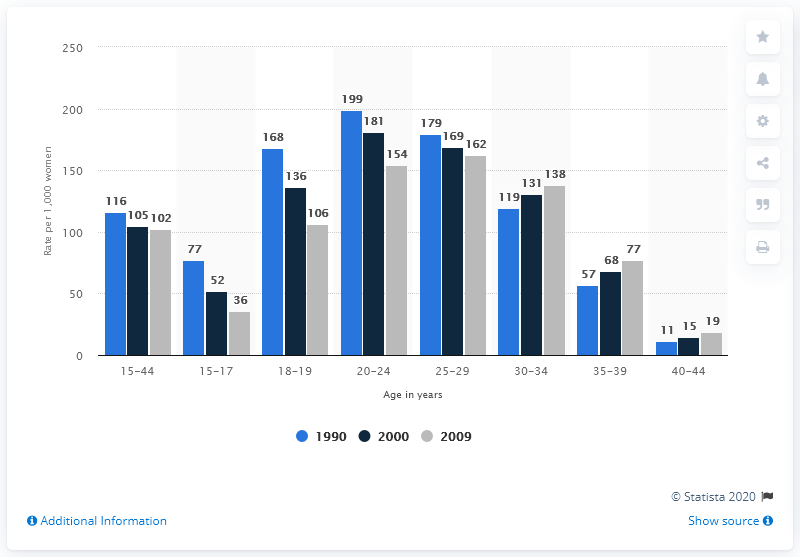 250
200
150
100
50
0
Rate per 1,000 women
116 105 102
77 52 36
168 136 106
199 181 154
179 169 162
119 131 138
57 68 77
11 15 19
15–44 15–17 18–19 20–24 25–29 30–34 35–39 40–44
Age in years
1990 2000 2009
© Statista 2020
Additional Information Show source